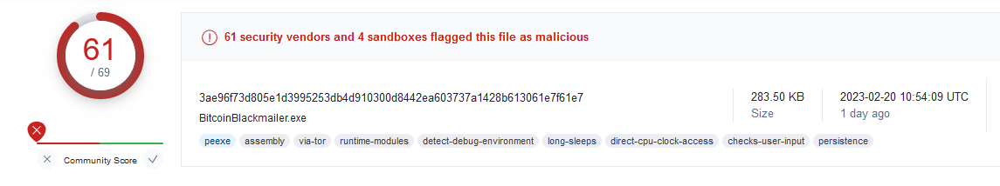 61
/ 69
Community Score
61 security vendors and 4 sandboxes flagged this file as malicious
3ae96f73d805e1d3995253db4d910300d8442ea603737a1428b613061e7f61e7
BitcoinBlackmailer.exe
peexe assembly via-tor runtime-modules detect-debug-environment long-sleeps direct-cpu-clock-access checks-user-input persistence
283.50 KB
Size
2023-02-20 10:54:09 UTC
1 day ago